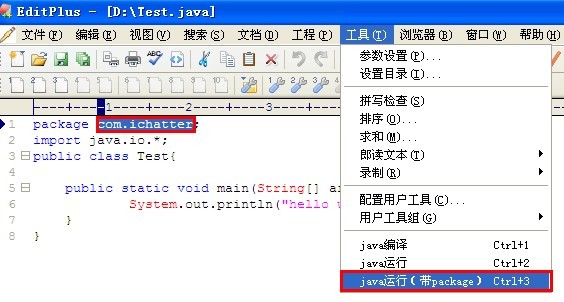 EditPlus - [D:\Test.java]
文件(F) 编辑(E) 视图(V) 搜索(S) 文档(D) 工程(P) 工具(T) 浏览器(B) 窗口(W) 帮助(H)
参数设置(P)...
设置目录(I)...
拼写检查(S)
排序(O)...
求和(M)...
郎读文本(T)
录制(R)
配置用户工具(C)...
用户工具组(G)
java编译 Ctrl+1
java运行 Ctrl+2
java运行(带package) Ctrl+3
----+----1----+----2----+----3----
1 package com.ichatter;
2 import java.io.*;
3 public class Test{
4
5 public static void main(String[] a
6 System.out.println("hello
7 }
8 }